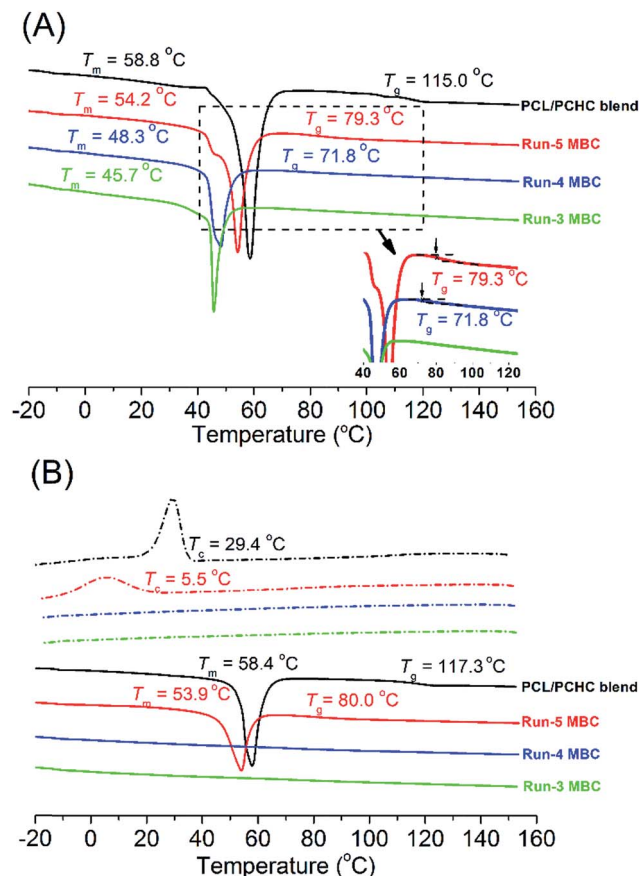 (A)
Tm = 58.8 °C
Tg = 115.0 °C
PCL/PCHC blend
Tm = 54.2 °C
Tg = 79.3 °C
Run-5 MBC
Tm = 48.3 °C
Tg = 71.8 °C
Run-4 MBC
Tm = 45.7 °C
Run-3 MBC
Tg = 79.3 °C
Tg = 71.8 °C
40 60 80 100 120
-20 0 20 40 60 80 100 120 140 160
Temperature (°C)
(B)
Tc = 29.4 °C
Tc = 5.5 °C
Tm = 58.4 °C
Tg = 117.3 °C
PCL/PCHC blend
Tm = 53.9 °C
Tg = 80.0 °C
Run-5 MBC
Run-4 MBC
Run-3 MBC
-20 0 20 40 60 80 100 120 140 160
Temperature (°C)